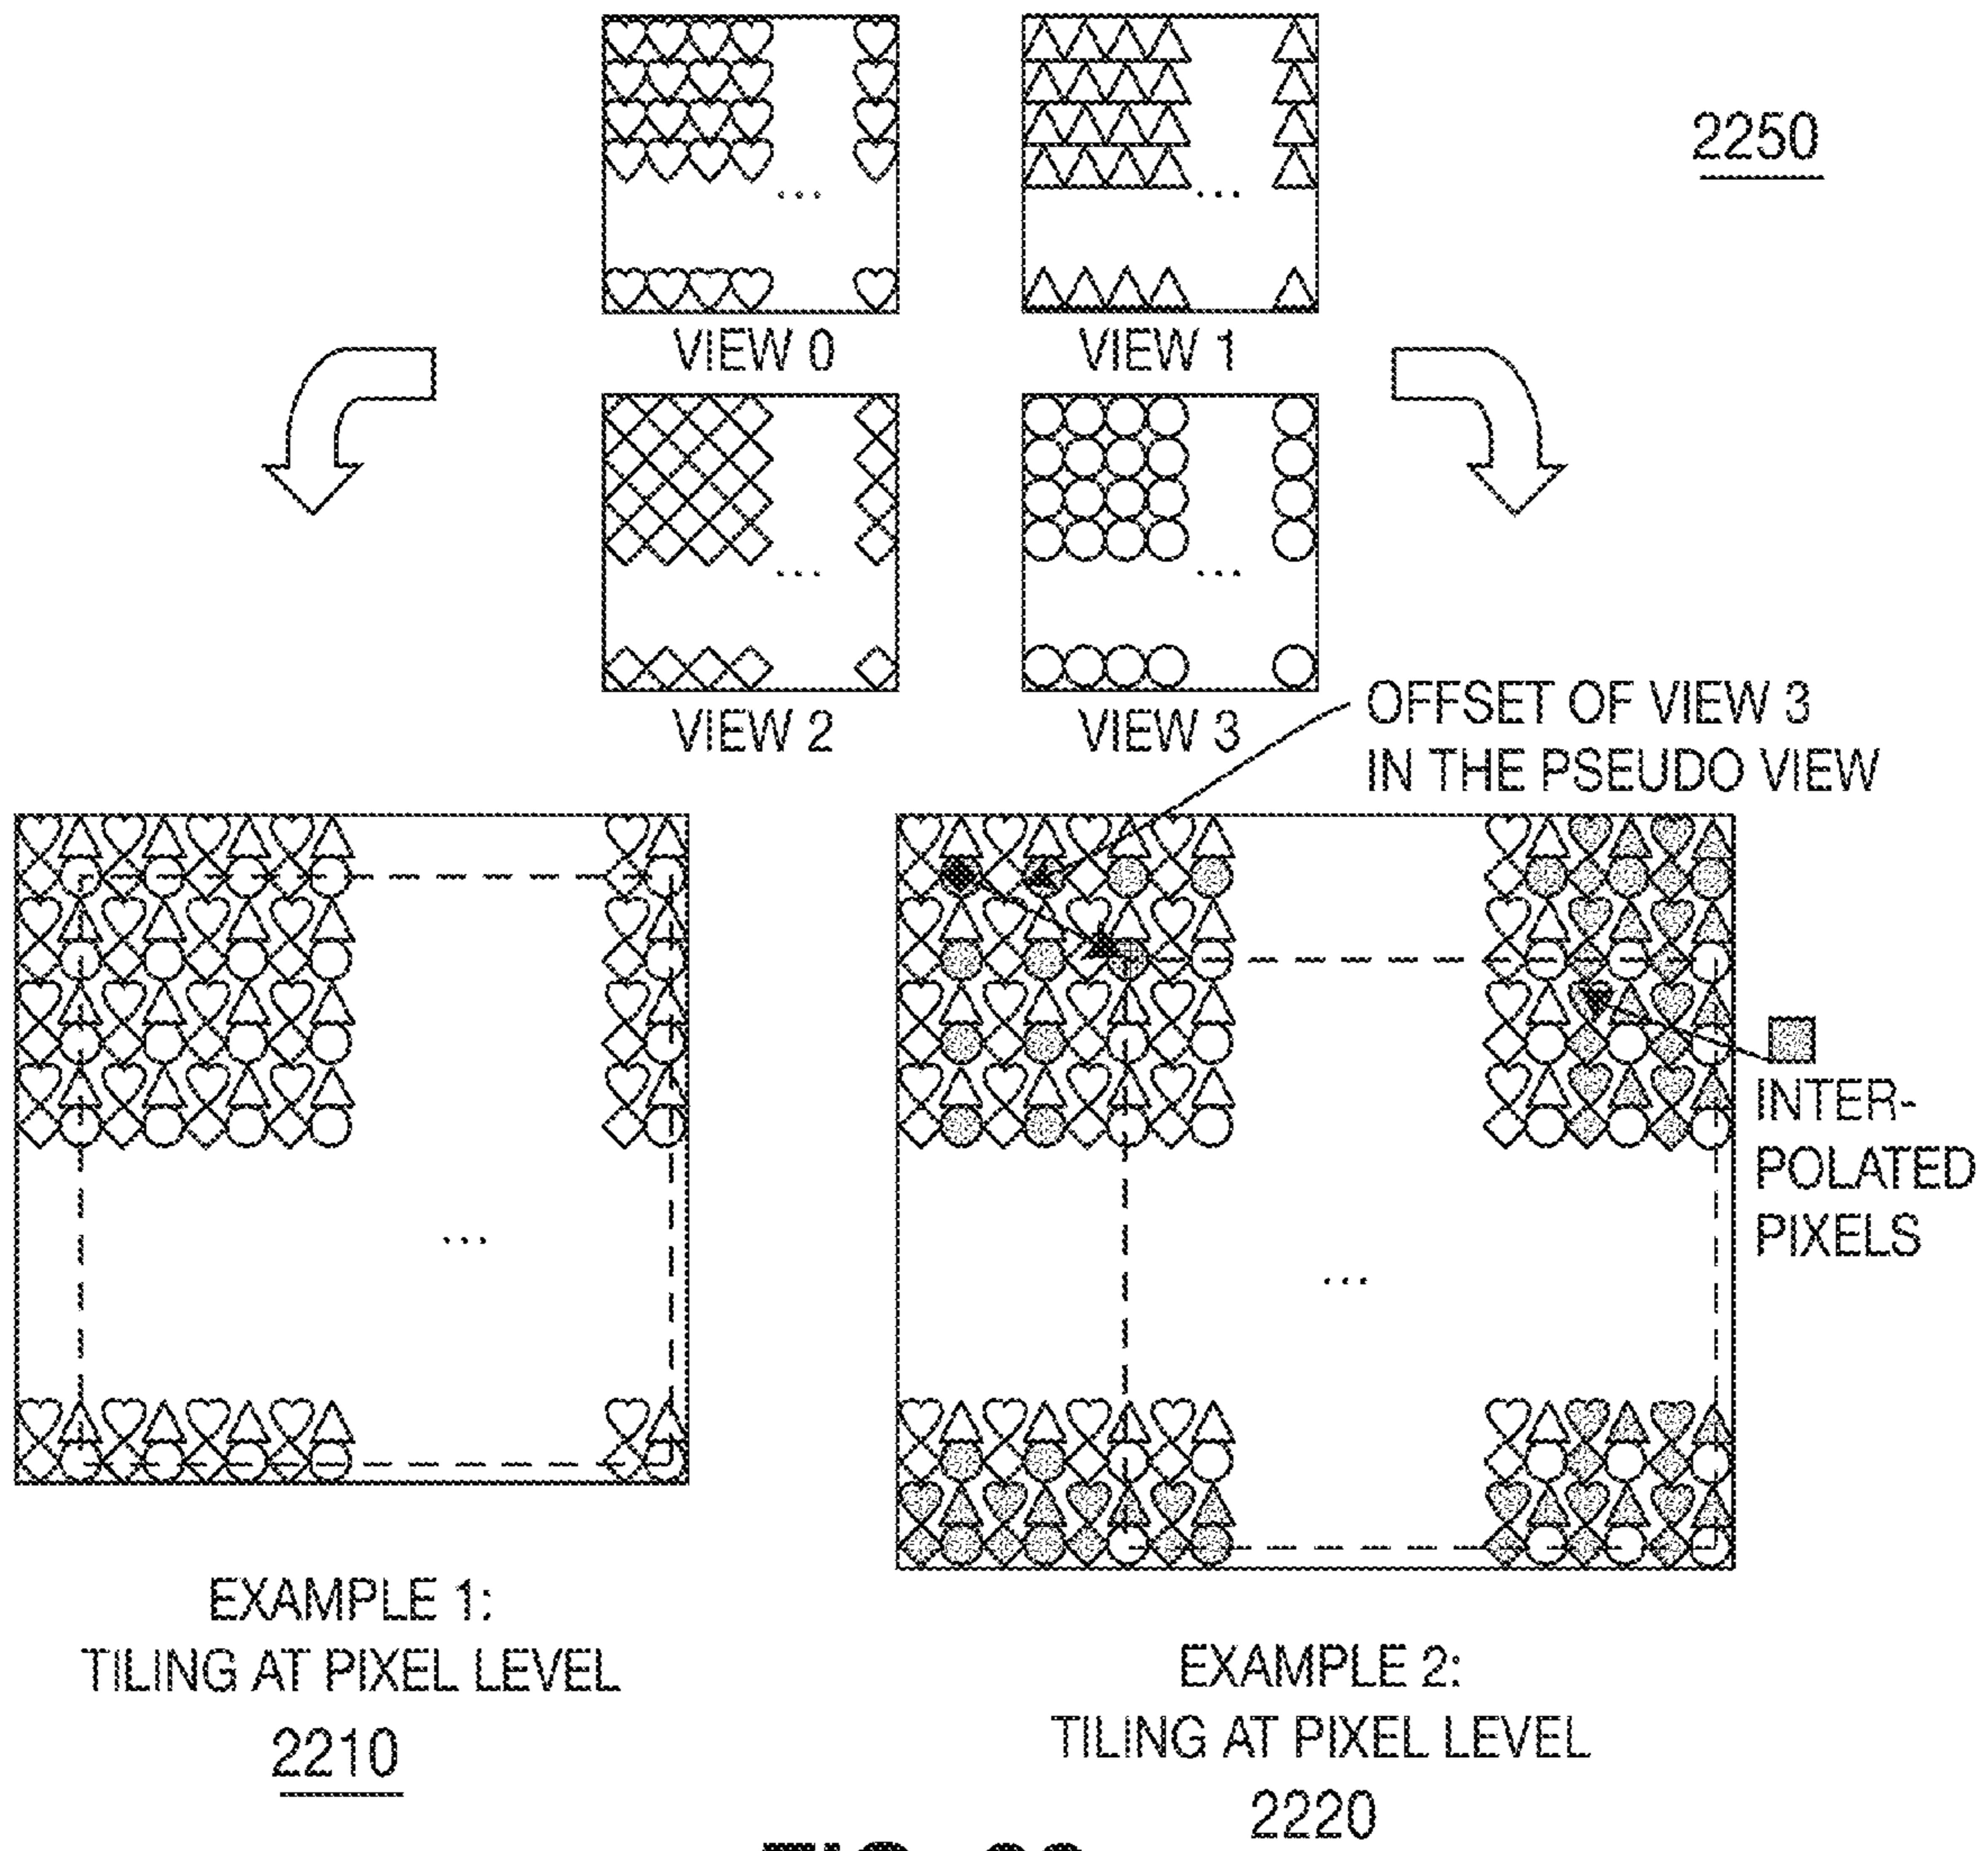 2250
VIEW 0
VIEW 1
VIEW 2
VIEW 3
OFFSET OF VIEW 3
IN THE PSEUDO VIEW
INTER-
POLATED
PIXELS
EXAMPLE 1:
TILING AT PIXEL LEVEL
2210
EXAMPLE 2:
TILING AT PIXEL LEVEL
2220